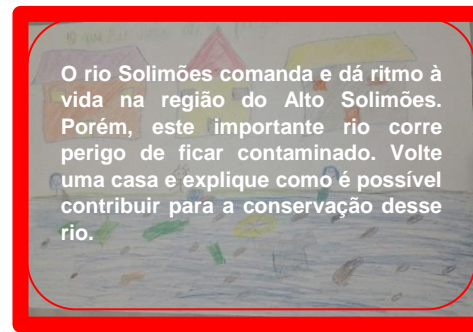 O rio Solimões comanda e dá ritmo à
vida na região do Alto Solimões.
Porém, este importante rio corre
perigo de ficar contaminado. Volte
uma casa e explique como é possível
contribuir para a conservação desse
rio.